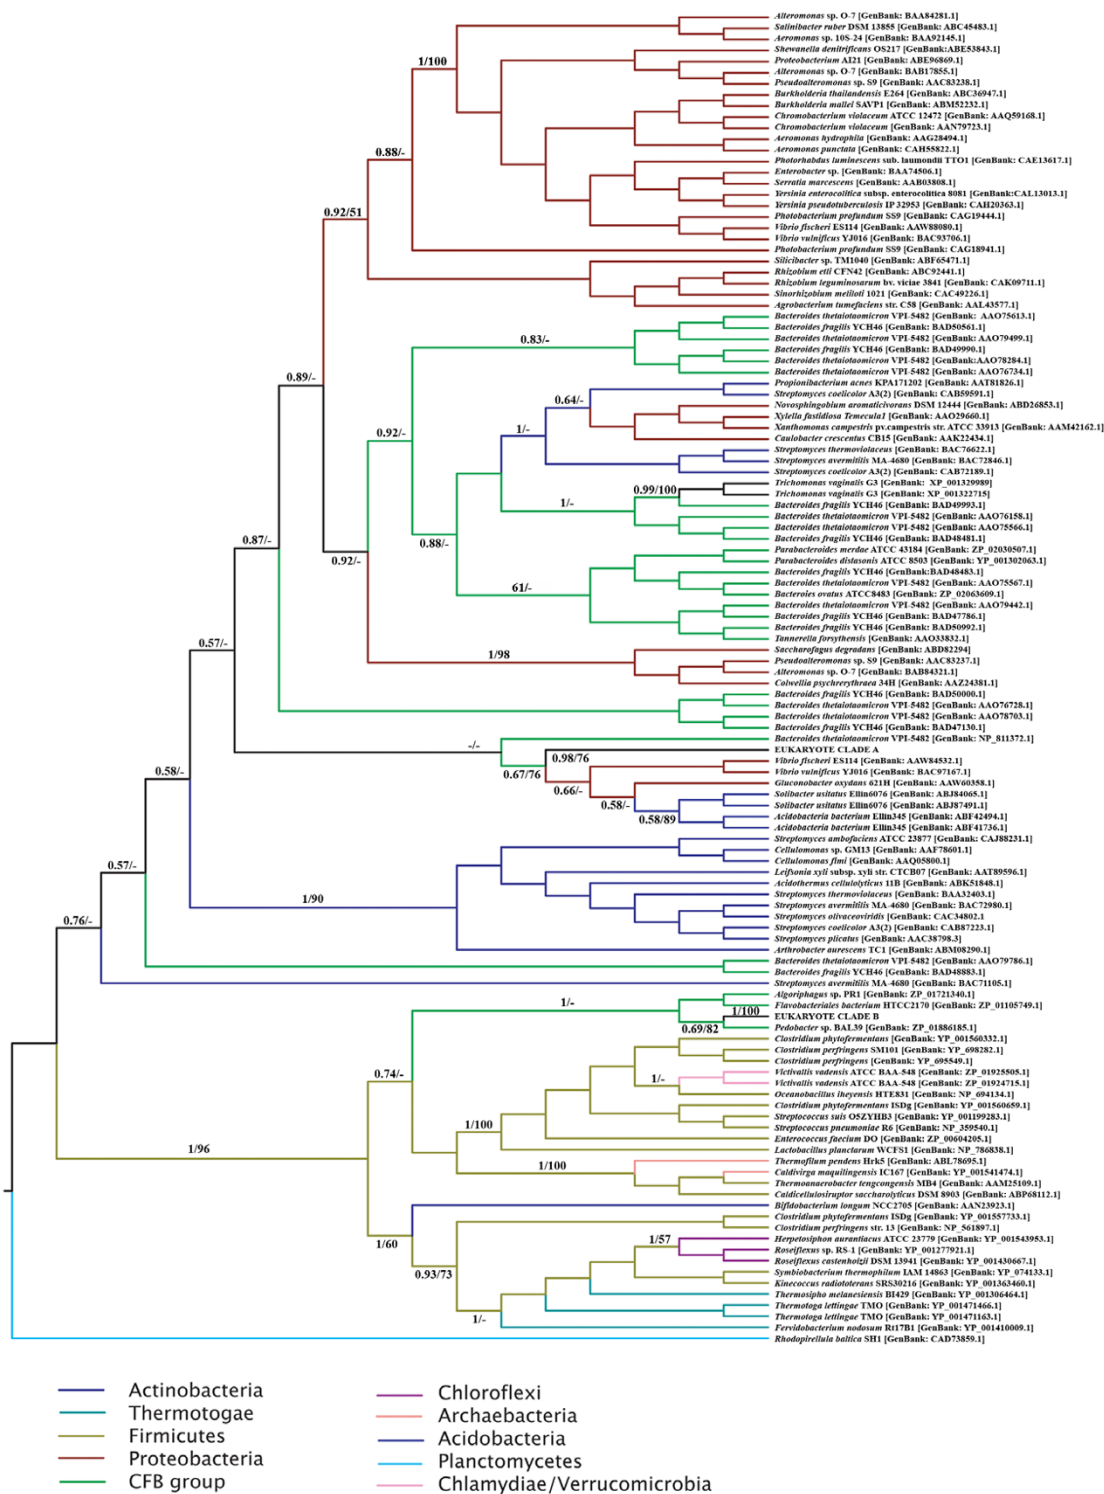 Alteromonas sp. O-7 [GenBank: BAA84281.1]
Salinibacter ruber DSM 13855 [GenBank: ABC45483.1]
Aeromonas sp. 10S-24 [GenBank: BAA92145.1]
Shewanella denitrificans OS217 [GenBank:ABE53843.1]
Proteobacterium AI21 [GenBank: ABE96869.1]
1/100
Alteromonas sp. O-7 [GenBank: BAB17855.1]
Pseudoalteromonas sp. S9 [GenBank: AAC83238.1]
Burkholderia thailandensis E264 [GenBank: ABC36947.1]
Burkholderia mallei SAVP1 [GenBank: ABM52232.1]
Chromobacterium violaceum ATCC 12472 [GenBank: AAQ59168.1]
Chromobacterium violaceum [GenBank: AAN79723.1]
Aeromonas hydrophila [GenBank: AAG28494.1]
Aeromonas punctata [GenBank: CAH55822.1]
0.88/-
Photorhabdus luminescens sub. laumondii TTO1 [GenBank: CAE13617.1]
Enterobacter sp. [GenBank: BAA74506.1]
Serratia marcescens [GenBank: AAB03808.1]
Yersinia enterocolitica subsp. enterocolitica 8081 [GenBank:CAL13013.1]
Yersinia pseudotuberculosis IP 32953 [GenBank: CAH20363.1]
0.92/51
Photobacterium profundum SS9 [GenBank: CAG19444.1]
Vibrio fischeri ES114 [GenBank: AAW88080.1]
Vibrio vulnificus YJ016 [GenBank: BAC93706.1]
Photobacterium profundum SS9 [GenBank: CAG18941.1]
Silicibacter sp. TM1040 [GenBank: ABF65471.1]
Rhizobium etli CFN42 [GenBank: ABC92441.1]
Rhizobium leguminosarum bv. viciae 3841 [GenBank: CAK09711.1]
Sinorhizobium meliloti 1021 [GenBank: CAC49226.1]
Agrobacterium tumefaciens str. C58 [GenBank: AAL43577.1]
Bacteroides thetaiotaomicron VPI-5482 [GenBank: AAO75613.1]
Bacteroides fragilis YCH46 [GenBank: BAD50561.1]
Bacteroides thetaiotaomicron VPI-5482 [GenBank: AAO79499.1]
0.83/-
Bacteroides fragilis YCH46 [GenBank: BAD49990.1]
Bacteroides thetaiotaomicron VPI-5482 [GenBank:AAO78284.1]
Bacteroides thetaiotaomicron VPI-5482 [GenBank: AAO76734.1]
0.89/-
Propionibacterium acnes KPA171202 [GenBank: AAT81826.1]
Streptomyces coelicolor A3(2) [GenBank: CAB59591.1]
0.64/-
Novosphingobium aromaticivorans DSM 12444 [GenBank: ABD26853.1]
Xylella fastidiosa Temecula1 [GenBank: AAO29660.1]
Xanthomonas campestris pv.campestris str. ATCC 33913 [GenBank: AAM42162.1]
0.92/-
1/-
Caulobacter crescentus CB15 [GenBank: AAK22434.1]
Streptomyces thermoviolaceus [GenBank: BAC76622.1]
Streptomyces avermitilis MA-4680 [GenBank: BAC72846.1]
Streptomyces coelicolor A3(2) [GenBank: CAB72189.1]
Trichomonas vaginalis G3 [GenBank: XP_001329989]
0.99/100
Trichomonas vaginalis G3 [GenBank: XP_001322715]
1/-
Bacteroides fragilis YCH46 [GenBank: BAD49993.1]
Bacteroides thetaiotaomicron VPI-5482 [GenBank: AAO76158.1]
Bacteroides thetaiotaomicron VPI-5482 [GenBank: AAO75566.1]
Bacteroides fragilis YCH46 [GenBank: BAD48481.1]
0.87/-
0.88/-
Parabacteroides merdae ATCC 43184 [GenBank: ZP_02030507.1]
0.92/-
Parabacteroides distasonis ATCC 8503 [GenBank: YP_001302063.1]
Bacteroides fragilis YCH46 [GenBank:BAD48483.1]
Bacteroides thetaiotaomicron VPI-5482 [GenBank: AAO75567.1]
61/-
Bacteroies ovatus ATCC8483 [GenBank: ZP_02063609.1]
Bacteroides thetaiotaomicron VPI-5482 [GenBank: AAO79442.1]
Bacteroides fragilis YCH46 [GenBank: BAD47786.1]
Bacteroides fragilis YCH46 [GenBank: BAD50992.1]
Tannerella forsythensis [GenBank: AAO33832.1]
0.57/-
Saccharofagus degradans [GenBank: ABD82294]
1/98
Pseudoalteromonas sp. S9 [GenBank: AAC83237.1]
Alteromonas sp. O-7 [GenBank: BAB84321.1]
Colwellia psychrerythraea 34H [GenBank: AAZ24381.1]
Bacteroides fragilis YCH46 [GenBank: BAD50000.1]
Bacteroides thetaiotaomicron VPI-5482 [GenBank: AAO76728.1]
Bacteroides thetaiotaomicron VPI-5482 [GenBank: AAO78703.1]
Bacteroides fragilis YCH46 [GenBank: BAD47130.1]
Bacteroides thetaiotaomicron VPI-5482 [GenBank: NP_811372.1]
-/-
EUKARYOTE CLADE A
0.98/76
Vibrio fischeri ES114 [GenBank: AAW84532.1]
0.58/-
0.67/76
Vibrio vulnificus YJ016 [GenBank: BAC97167.1]
Gluconobacter oxydans 621H [GenBank: AAW60358.1]
0.66/-
Solibacter usitatus Ellin6076 [GenBank: ABJ84065.1]
0.58/-
Solibacter usitatus Ellin6076 [GenBank: ABJ87491.1]
0.58/89
Acidobacteria bacterium Ellin345 [GenBank: ABF42494.1]
Acidobacteria bacterium Ellin345 [GenBank: ABF41736.1]
Streptomyces ambofaciens ATCC 23877 [GenBank: CAJ88231.1]
Cellulomonas sp. GM13 [GenBank: AAF78601.1]
Cellulomonas fimi [GenBank: AAQ05800.1]
0.57/-
Leifsonia xyli subsp. xyli str. CTCB07 [GenBank: AAT89596.1]
Acidothermus cellulolyticus 11B [GenBank: ABK51848.1]
1/90
Streptomyces thermoviolaceus [GenBank: BAA32403.1]
Streptomyces avermitilis MA-4680 [GenBank: BAC72980.1]
Streptomyces olivaceoviridis [GenBank: CAC34802.1
0.76/-
Streptomyces coelicolor A3(2) [GenBank: CAB87223.1]
Streptomyces plicatus [GenBank: AAC38798.3]
Arthrobacter aurescens TC1 [GenBank: ABM08290.1]
Bacteroides thetaiotaomicron VPI-5482 [GenBank: AAO79786.1]
Bacteroides fragilis YCH46 [GenBank: BAD48883.1]
Streptomyces avermitilis MA-4680 [GenBank: BAC71105.1]
Algoriphagus sp. PR1 [GenBank: ZP_01721340.1]
1/-
Flavobacteriales bacterium HTCC2170 [GenBank: ZP_01105749.1]
1/100
EUKARYOTE CLADE B
0.69/82
Pedobacter sp. BAL39 [GenBank: ZP_01886185.1]
Clostridium phytofermentans [GenBank: YP_001560332.1]
Clostridium perfringens SM101 [GenBank: YP_698282.1]
Clostridium perfringens [GenBank: YP_695549.1]
0.74/-
Victivallis vadensis ATCC BAA-548 [GenBank: ZP_01925505.1]
1/-
Victivallis vadensis ATCC BAA-548 [GenBank: ZP_01924715.1]
Oceanobacillus iheyensis HTE831 [GenBank: NP_694134.1]
Clostridium phytofermentans ISDg [GenBank: YP_001560659.1]
Streptococcus suis O5ZYHB3 [GenBank: YP_001199283.1]
1/100
Streptococcus pneumoniae R6 [GenBank: NP_359540.1]
Enterococcus faecium DO [GenBank: ZP_00604205.1]
1/96
Lactobacillus plantarum WCFS1 [GenBank: NP_786838.1]
1/100
Thermofilum pendens Hrk5 [GenBank: ABL78695.1]
Caldivirga maquilingensis IC167 [GenBank: YP_001541474.1]
Thermoanaerobacter tengcongensis MB4 [GenBank: AAM25109.1]
Caldicellulosiruptor saccharolyticus DSM 8903 [GenBank: ABP68112.1]
Bifidobacterium longum NCC2705 [GenBank: AAN23923.1]
Clostridium phytofermentans ISDg [GenBank: YP_001557733.1]
Clostridium perfringens str. 13 [GenBank: NP_561897.1]
1/60
1/57
Herpetosiphon aurantiacus ATCC 23779 [GenBank: YP_001543953.1]
Roseiflexus sp. RS-1 [GenBank: YP_001277921.1]
Roseiflexus castenholzii DSM 13941 [GenBank: YP_001430667.1]
0.93/73
Symbiobacterium thermophilum IAM 14863 [GenBank: YP_074133.1]
Kinecoccus radiotolerans SRS30216 [GenBank: YP_001363460.1]
Thermosipho melanesiensis BI429 [GenBank: YP_001306464.1]
Thermotoga lettingae TMO [GenBank: YP_001471466.1]
1/-
Thermotoga lettingae TMO [GenBank: YP_001471163.1]
Fervidobacterium nodosum Rt17B1 [GenBank: YP_001410009.1]
Rhodopirellula baltica SH1 [GenBank: CAD73859.1]
Actinobacteria
Thermotogae
Firmicutes
Proteobacteria
CFB group
Chloroflexi
Archaebacteria
Acidobacteria
Planctomycetes
Chlamydiae/Verrucomicrobia